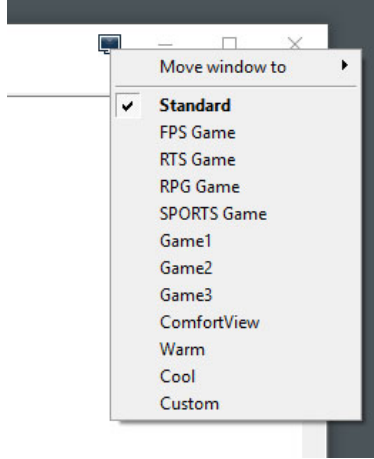 Move window to
Standard
FPS Game
RTS Game
RPG Game
SPORTS Game
Game1
Game2
Game3
ComfortView
Warm
Cool
Custom